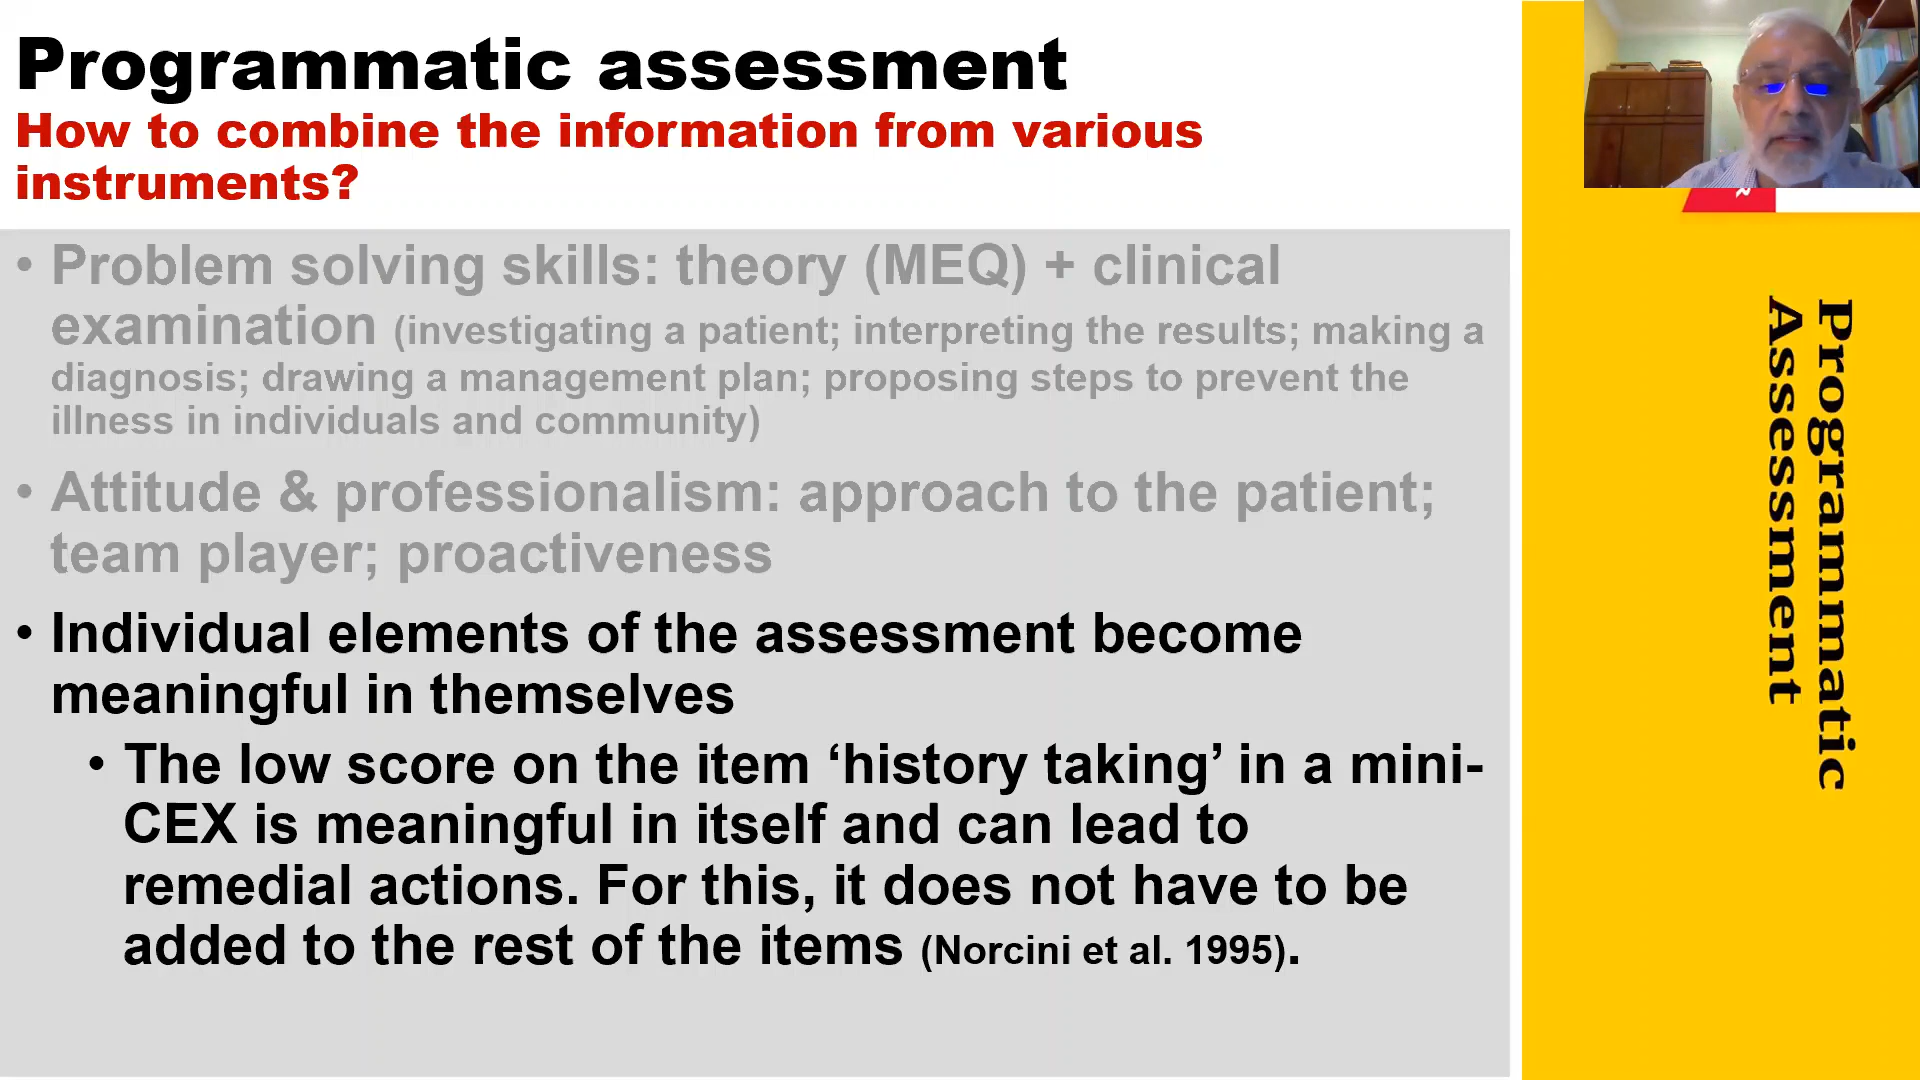 Programmatic assessment
How to combine the information from various
instruments?
• Problem solving skills: theory (MEQ) + clinical
examination (investigating a patient; interpreting the results; making a
diagnosis; drawing a management plan; proposing steps to prevent the
illness in individuals and community)
• Attitude & professionalism: approach to the patient;
team player; proactiveness
• Individual elements of the assessment become
meaningful in themselves
• The low score on the item ‘history taking’ in a mini-
CEX is meaningful in itself and can lead to
remedial actions. For this, it does not have to be
added to the rest of the items (Norcini et al. 1995).
Programmatic
Assessment